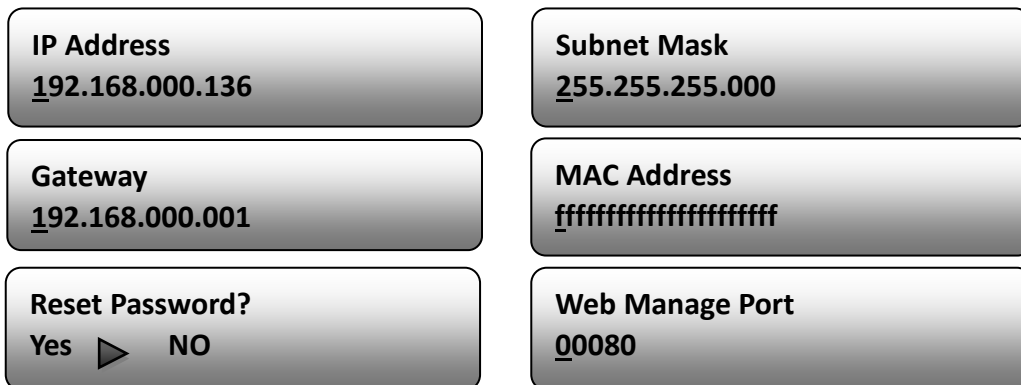 IP Address
192.168.000.136
Subnet Mask
255.255.255.000
Gateway
192.168.000.001
MAC Address
ffffffffffffffffffffff
Reset Password?
Yes NO
Web Manage Port
00080